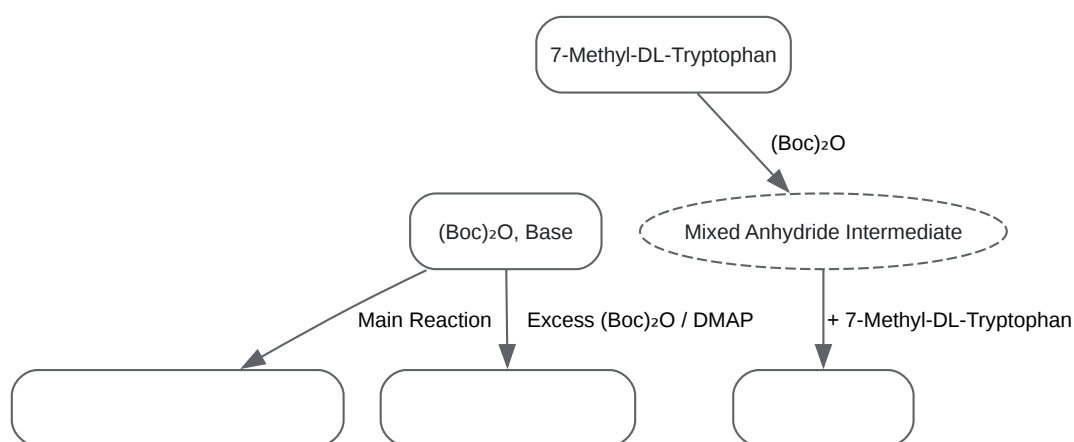 7-Methyl-DL-Tryptophan
(Boc)₂O
(Boc)₂O, Base
Mixed Anhydride Intermediate
Main Reaction
Excess (Boc)₂O / DMAP
+ 7-Methyl-DL-Tryptophan